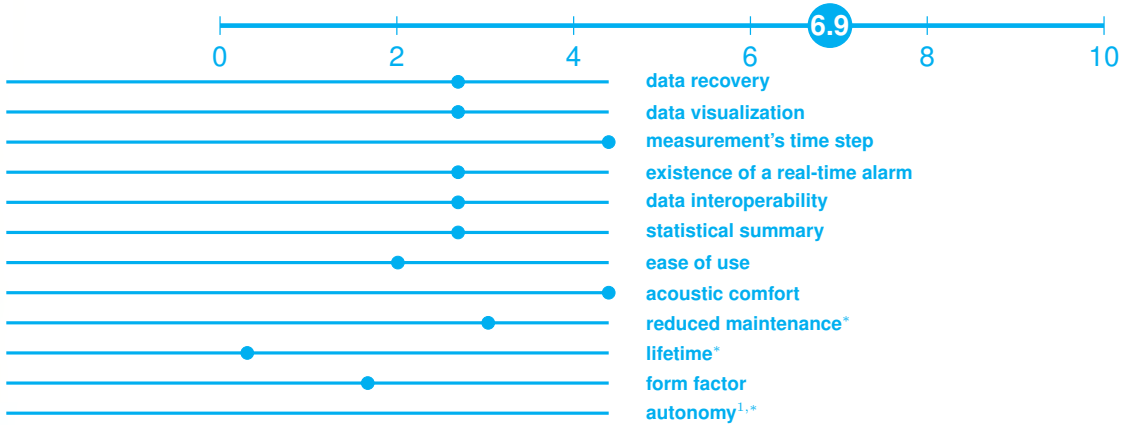 6.9
0 2 4 6 8 10
data recovery
data visualization
measurement's time step
existence of a real-time alarm
data interoperability
statistical summary
ease of use
acoustic comfort
reduced maintenance*
lifetime*
form factor
autonomy1,*